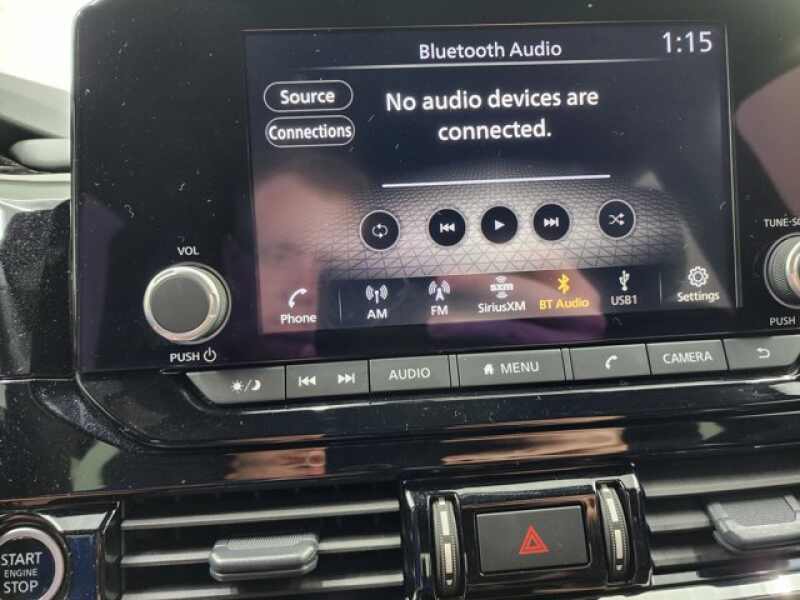 Bluetooth Audio
1:15
Source
No audio devices are
connected.
Connections
Phone
AM
FM
sxm
SiriusXM
BT Audio
USB1
Settings
VOL
PUSH
TUNE-SC
PUSH
AUDIO
MENU
CAMERA
START
ENGINE
STOP